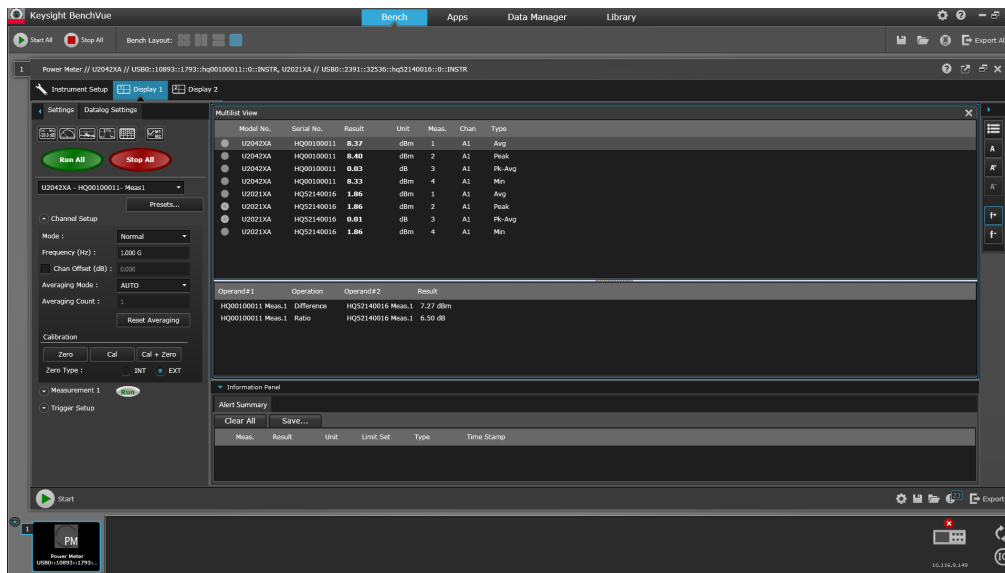 Keysight BenchVue
Bench Apps Data Manager Library
Start All Stop All Bench Layout: Export All
1 Power Meter // U2042XA // USB0::10893::1793::hq00100011::0::INSTR, U2021XA // USB0::2391::32536::hq52140016::0::INSTR
Instrument Setup Display 1 Display 2
Settings Datalog Settings
Run All Stop All
U2042XA - HQ00100011- Meas1
Presets...
Channel Setup
Mode : Normal
Frequency (Hz) : 1.000 G
Chan Offset (dB) : 0.000
Averaging Mode : AUTO
Averaging Count : 1
Reset Averaging
Calibration
Zero Cal Cal + Zero
Zero Type : INT EXT
Measurement 1 Run
Trigger Setup
Multilist View
Model No. Serial No. Result Unit Meas. Chan Type
U2042XA HQ00100011 8.37 dBm 1 A1 Avg
U2042XA HQ00100011 8.40 dBm 2 A1 Peak
U2042XA HQ00100011 0.03 dB 3 A1 Pk-Avg
U2042XA HQ00100011 8.33 dBm 4 A1 Min
U2021XA HQ52140016 1.86 dBm 1 A1 Avg
U2021XA HQ52140016 1.86 dBm 2 A1 Peak
U2021XA HQ52140016 0.01 dB 3 A1 Pk-Avg
U2021XA HQ52140016 1.86 dBm 4 A1 Min
Operand#1 Operation Operand#2 Result
HQ00100011 Meas.1 Difference HQ52140016 Meas.1 7.27 dBm
HQ00100011 Meas.1 Ratio HQ52140016 Meas.1 6.50 dB
Information Panel
Alert Summary
Clear All Save...
Meas. Result Unit Limit Set Type Time Stamp
A
f+
f-
Start 23 Export
1
PM
Power Meter
USB0::10893::1793:...
10.116.9.149